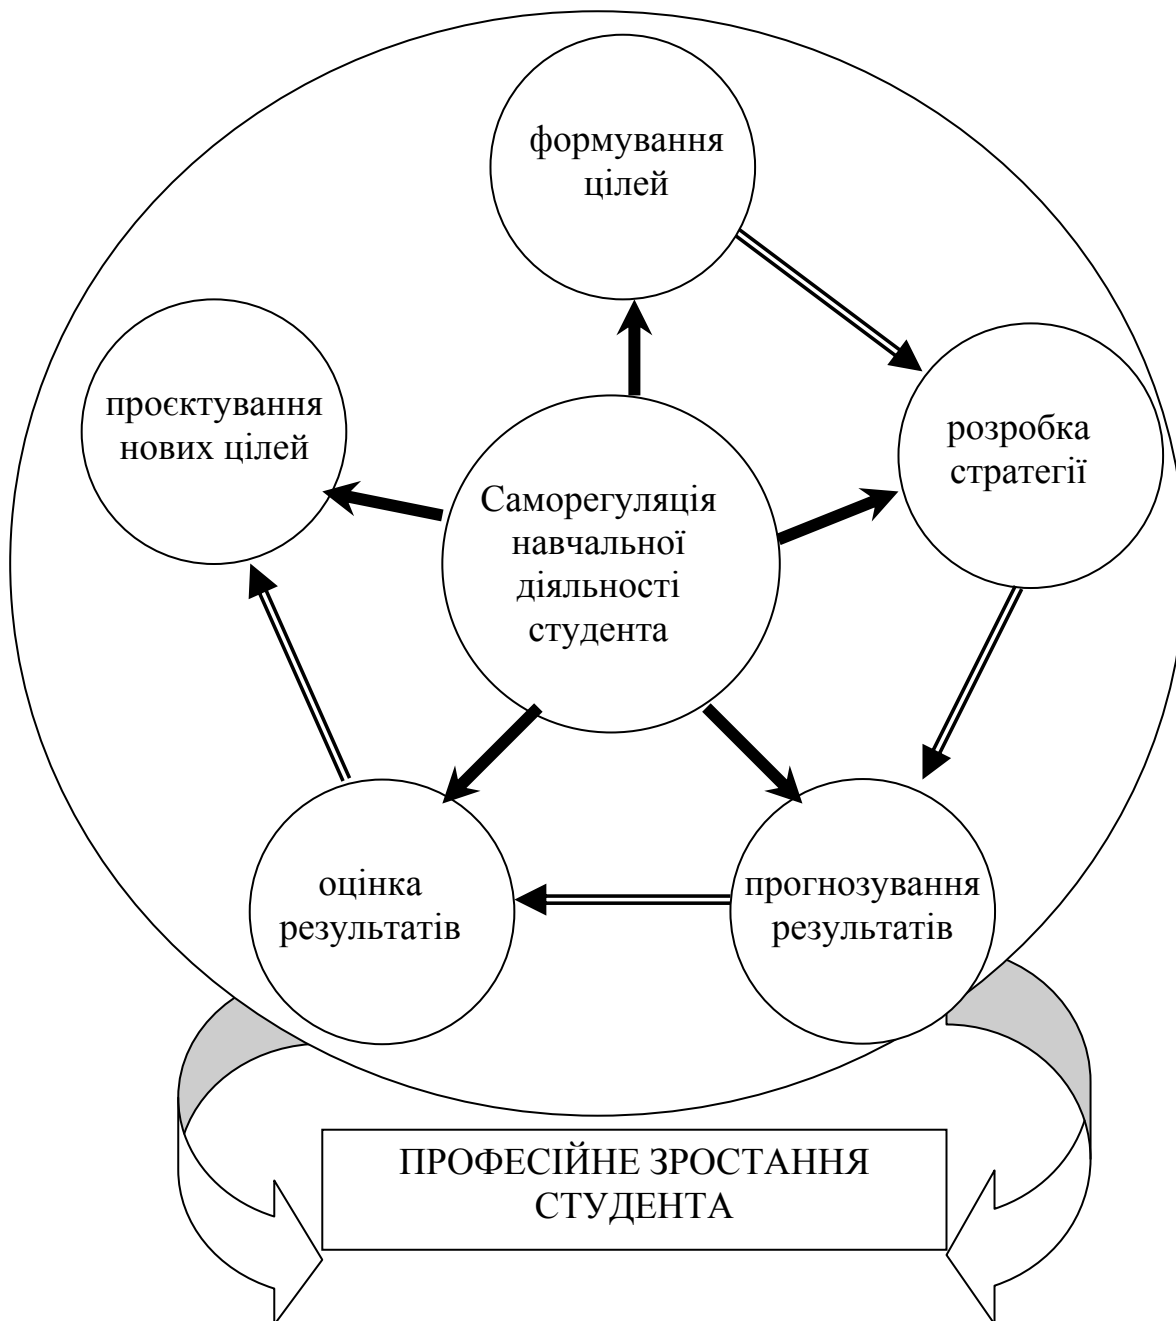 формування
цілей
проєктування
нових цілей
розробка
стратегії
Саморегуляція
навчальної
діяльності
студента
оцінка
результатів
прогнозування
результатів
ПРОФЕСІЙНЕ ЗРОСТАННЯ
СТУДЕНТА